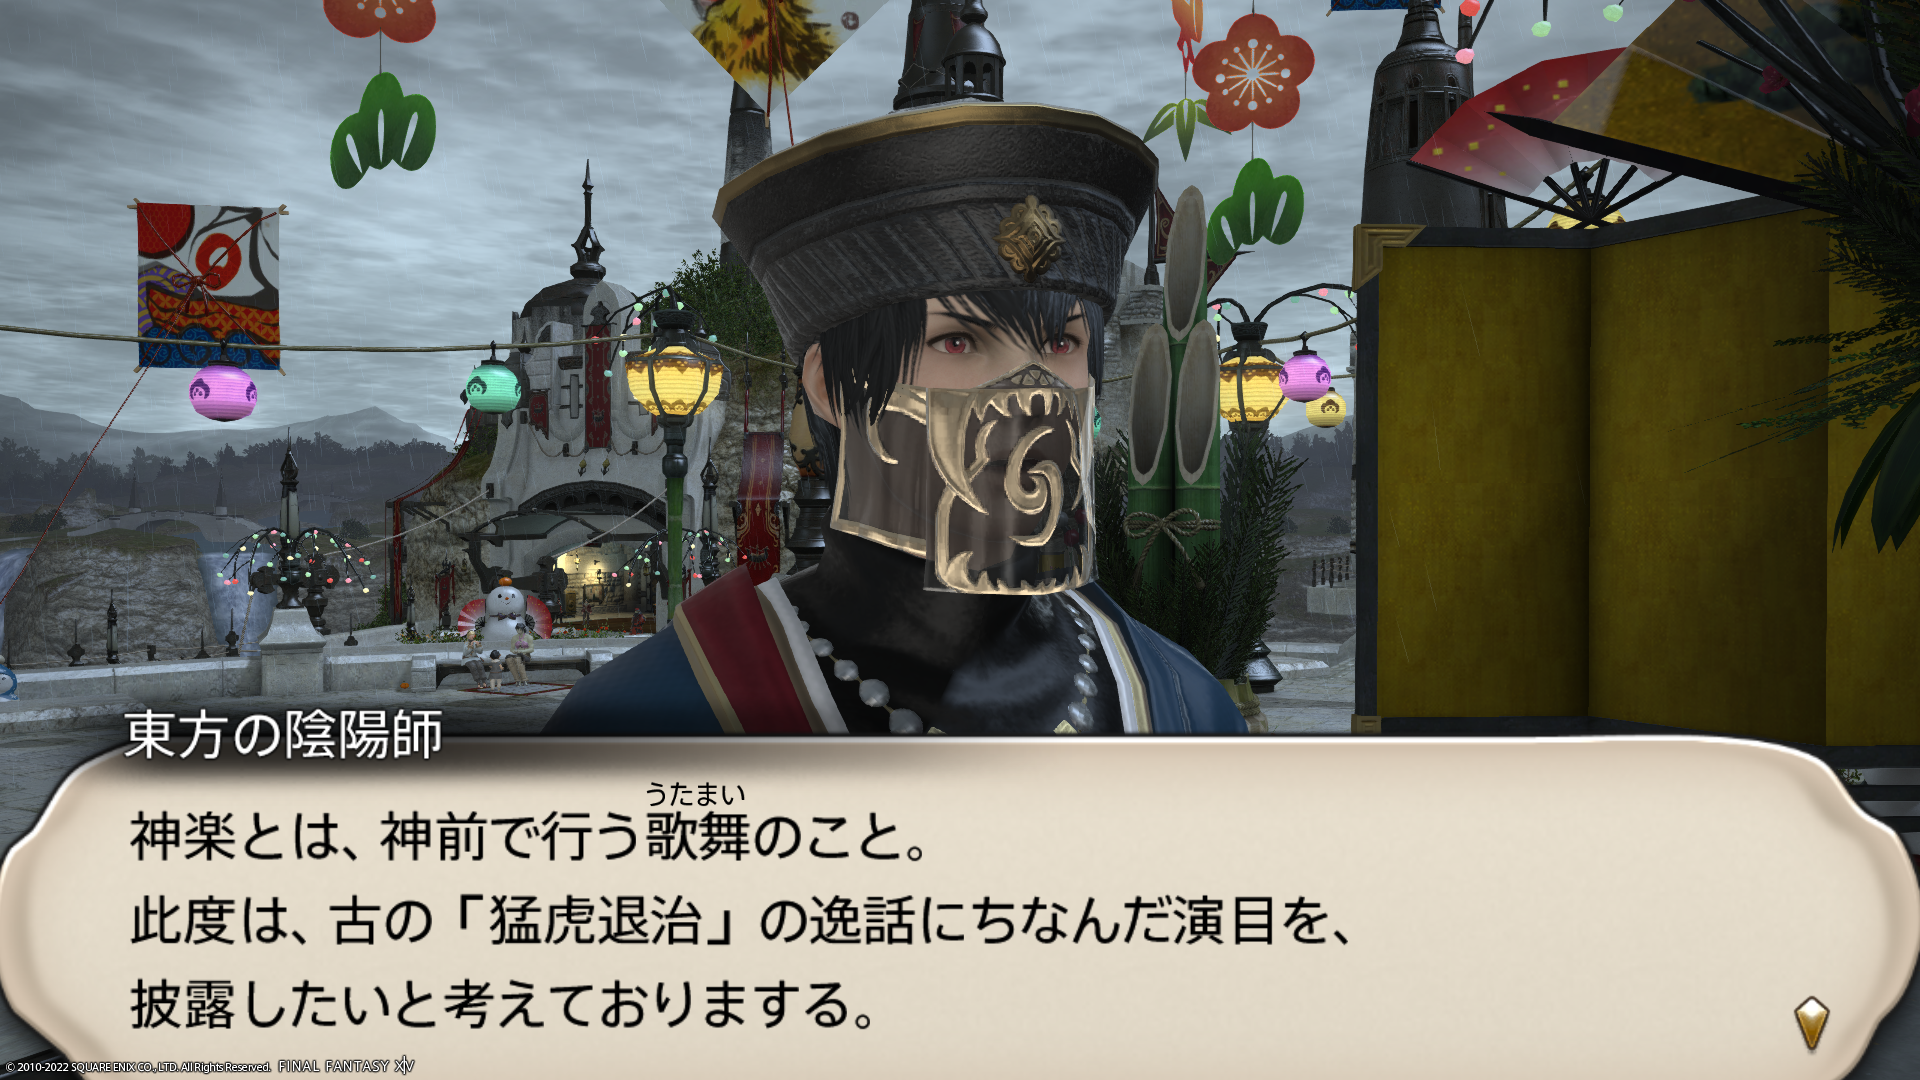 東方の陰陽師
うたまい
神楽とは、神前で行う歌舞のこと。
此度は、古の「猛虎退治」の逸話にちなんだ演目を、
披露したいと考えておりまする。
© 2010-2022 SQUARE ENIX CO., LTD. All Rights Reserved. FINAL FANTASY XIV